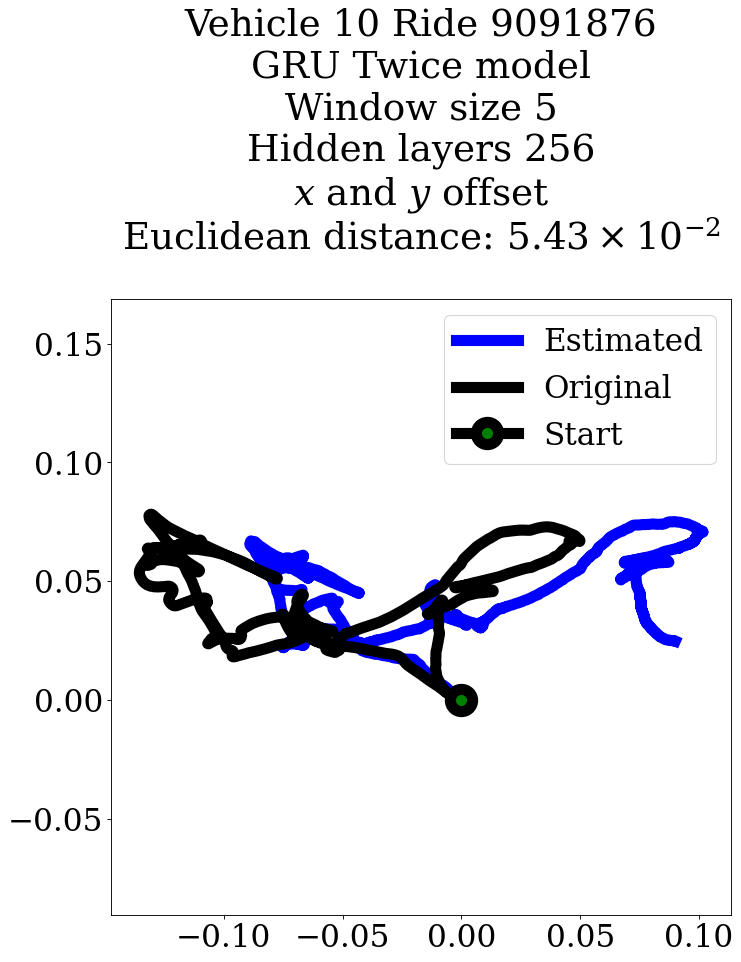 Vehicle 10 Ride 9091876
GRU Twice model
Window size 5
Hidden layers 256
x and y offset
Euclidean distance: 5.43 × 10⁻²
Estimated
Original
Start
0.15
0.10
0.05
0.00
−0.05
−0.10 −0.05 0.00 0.05 0.10